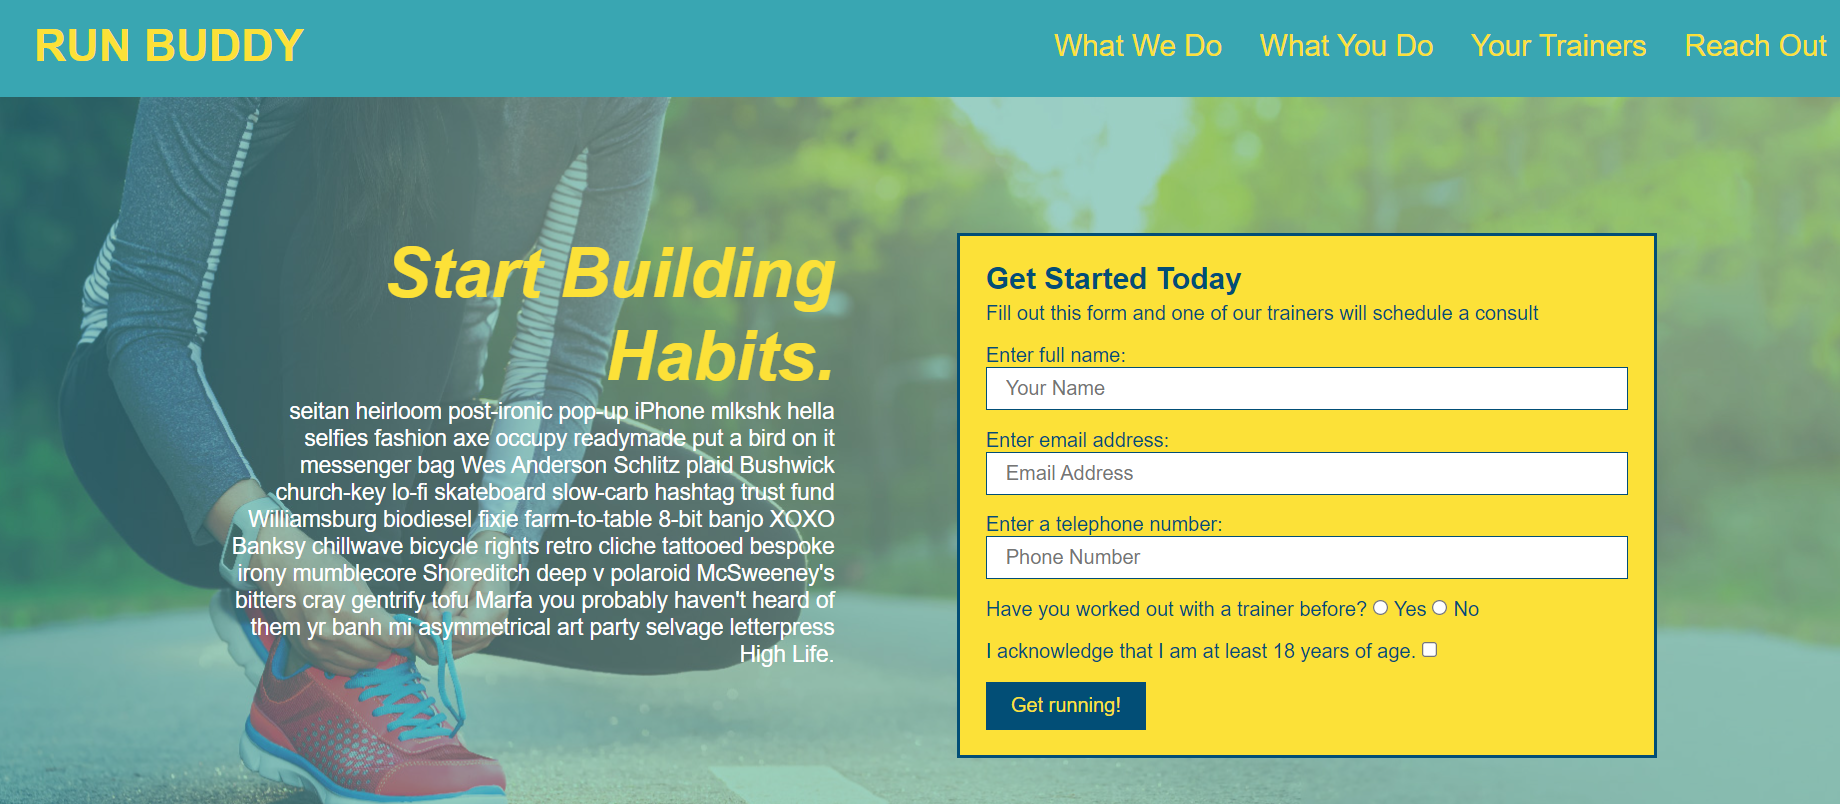 RUN BUDDY
What We Do What You Do Your Trainers Reach Out
Start Building
Habits.
seitan heirloom post-ironic pop-up iPhone mlkshk hella
selfies fashion axe occupy readymade put a bird on it
messenger bag Wes Anderson Schlitz plaid Bushwick
church-key lo-fi skateboard slow-carb hashtag trust fund
Williamsburg biodiesel fixie farm-to-table 8-bit banjo XOXO
Banksy chillwave bicycle rights retro cliche tattooed bespoke
irony mumblecore Shoreditch deep v polaroid McSweeney's
bitters cray gentrify tofu Marfa you probably haven't heard of
them yr banh mi asymmetrical art party selvage letterpress
High Life.
Get Started Today
Fill out this form and one of our trainers will schedule a consult
Enter full name:
Your Name
Enter email address:
Email Address
Enter a telephone number:
Phone Number
Have you worked out with a trainer before? Yes No
I acknowledge that I am at least 18 years of age.
Get running!